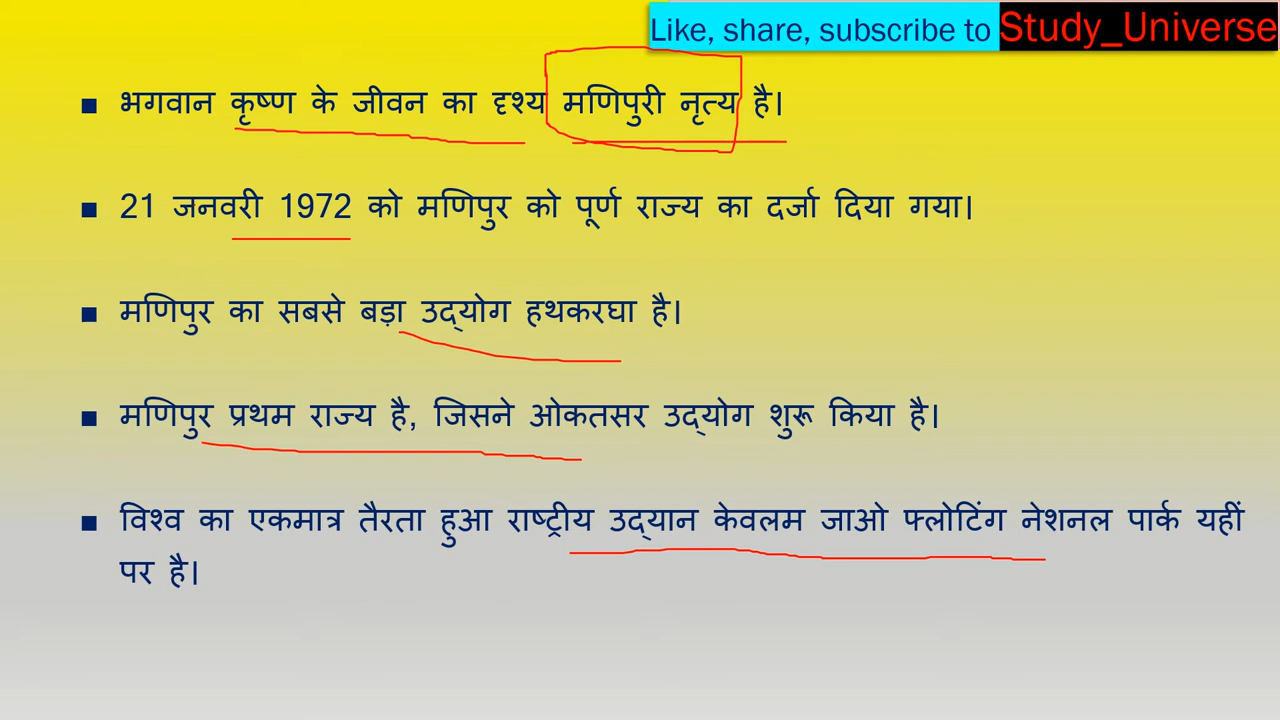 Like, share, subscribe to Study_Universe
▪ भगवान कृष्ण के जीवन का दृश्य मणिपुरी नृत्य है।
▪ 21 जनवरी 1972 को मणिपुर को पूर्ण राज्य का दर्जा दिया गया।
▪ मणिपुर का सबसे बड़ा उद्योग हथकरघा है।
▪ मणिपुर प्रथम राज्य है, जिसने ओकतसर उद्योग शुरू किया है।
▪ विश्व का एकमात्र तैरता हुआ राष्ट्रीय उद्यान केवलम जाओ फ्लोटिंग नेशनल पार्क यहीं
पर है।